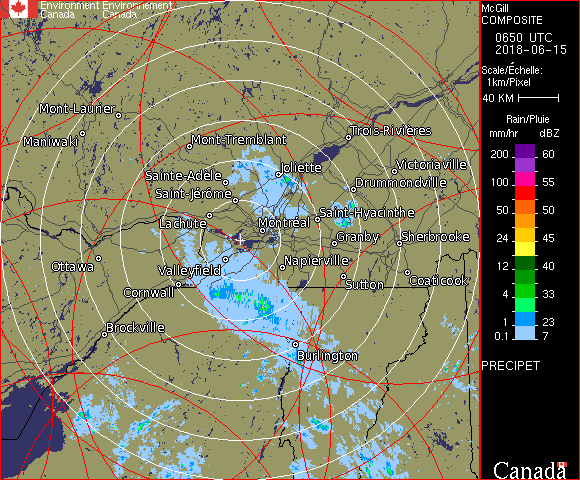 Environment Environnement
Canada Canada
McGill
COMPOSITE
0650 UTC
2018-06-15
Scale/Échelle:
1km/Pixel
40 KM
Rain/Pluie
mm/hr dBZ
200 60
100 55
50 50
24 45
12 40
4 33
1 23
0.1 7
PRECIPET
Canada
Mont-Laurier
Maniwaki
Mont-Tremblant
Trois-Rivières
Sainte-Adèle
Joliette
Victoriaville
Saint-Jérôme
Drummondville
Lachute
Montréal
Saint-Hyacinthe
Granby
Sherbrooke
Ottawa
Valleyfield
Napierville
Cornwall
Sutton
Coaticook
Brockville
Burlington